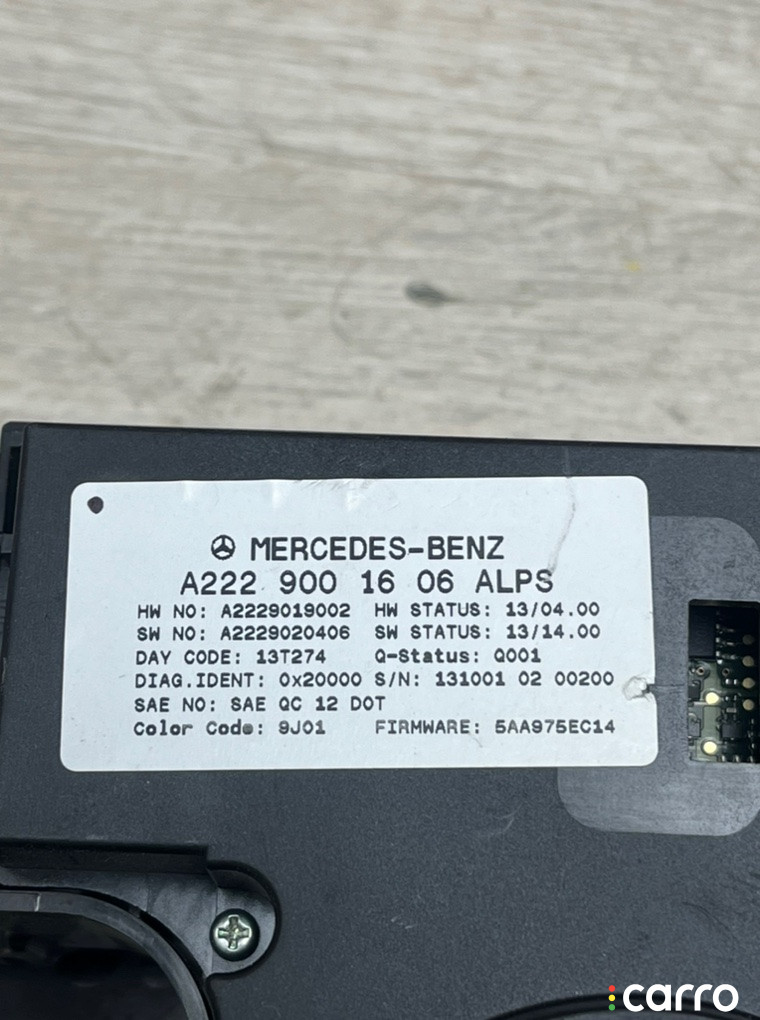 MERCEDES-BENZ
A222 900 16 06 ALPS
HW NO: A2229019002 HW STATUS: 13/04.00
SW NO: A2229020406 SW STATUS: 13/14.00
DAY CODE: 13T274 Q-Status: Q001
DIAG.IDENT: 0x20000 S/N: 131001 02 00200
SAE NO: SAE QC 12 DOT
Color Code: 9J01 FIRMWARE: 5AA975EC14
carro